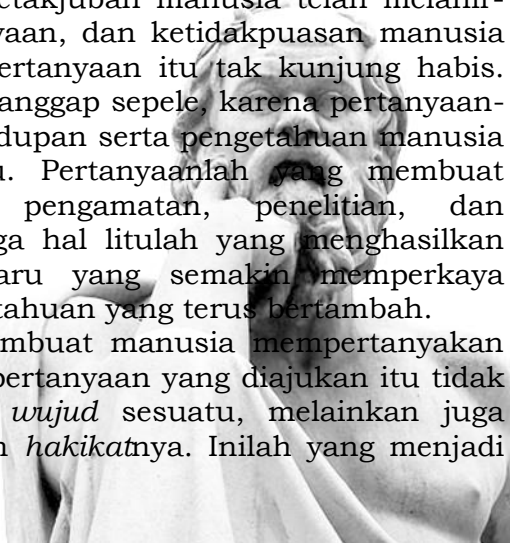 etakjuban manusia telah melahir-
yaan, dan ketidakpuasan manusia
ertanyaan itu tak kunjung habis.
anggap sepele, karena pertanyaan-
dupan serta pengetahuan manusia
u. Pertanyaanlah yang membuat
pengamatan, penelitian, dan
ga hal litulah yang menghasilkan
aru yang semakin memperkaya
tahuan yang terus bertambah.
mbuat manusia mempertanyakan
pertanyaan yang diajukan itu tidak
wujud sesuatu, melainkan juga
n hakikatnya. Inilah yang menjadi